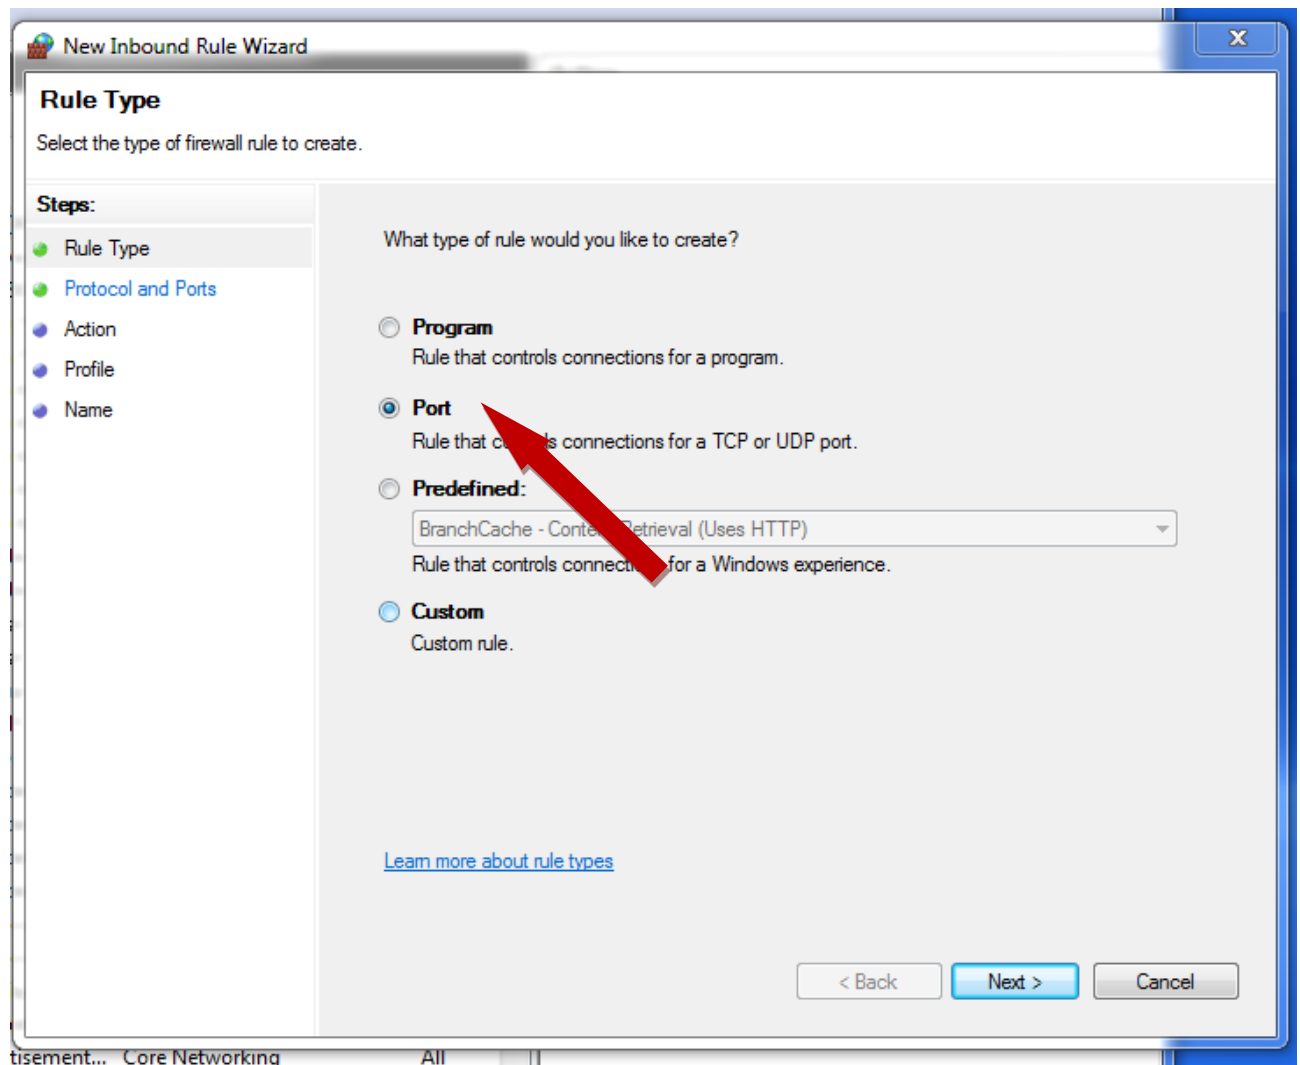 New Inbound Rule Wizard
X
Rule Type
Select the type of firewall rule to create.
Steps:
Rule Type
Protocol and Ports
Action
Profile
Name
What type of rule would you like to create?
Program
Rule that controls connections for a program.
Port
Rule that connections for a TCP or UDP port.
Predefined:
BranchCache - Retrieval (Uses HTTP)
Rule that controls for a Windows experience.
Custom
Custom rule.
Learn more about rule types
< Back
Next >
Cancel
tisement... Core Networking All